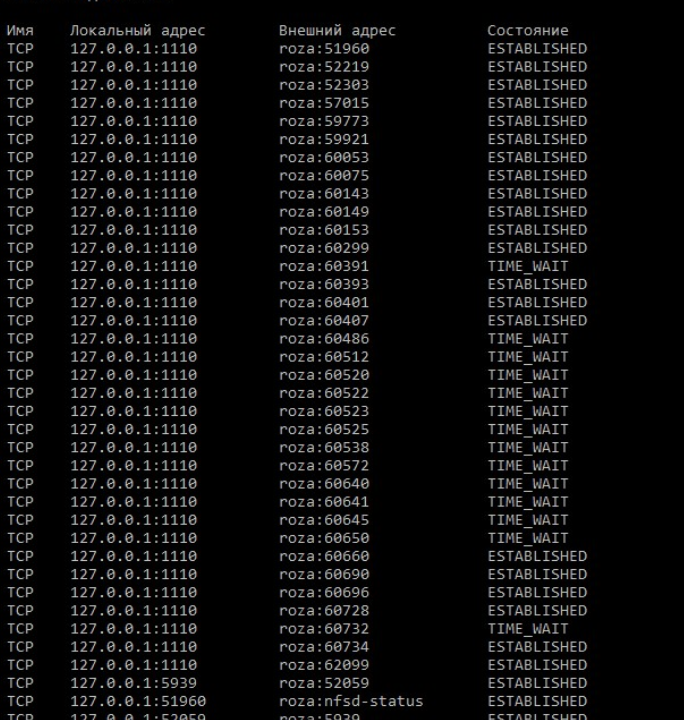 Имя Локальный адрес Внешний адрес Состояние
TCP 127.0.0.1:1110 roza:51960 ESTABLISHED
TCP 127.0.0.1:1110 roza:52219 ESTABLISHED
TCP 127.0.0.1:1110 roza:52303 ESTABLISHED
TCP 127.0.0.1:1110 roza:57015 ESTABLISHED
TCP 127.0.0.1:1110 roza:59773 ESTABLISHED
TCP 127.0.0.1:1110 roza:59921 ESTABLISHED
TCP 127.0.0.1:1110 roza:60053 ESTABLISHED
TCP 127.0.0.1:1110 roza:60075 ESTABLISHED
TCP 127.0.0.1:1110 roza:60143 ESTABLISHED
TCP 127.0.0.1:1110 roza:60149 ESTABLISHED
TCP 127.0.0.1:1110 roza:60153 ESTABLISHED
TCP 127.0.0.1:1110 roza:60299 ESTABLISHED
TCP 127.0.0.1:1110 roza:60391 TIME_WAIT
TCP 127.0.0.1:1110 roza:60393 ESTABLISHED
TCP 127.0.0.1:1110 roza:60401 ESTABLISHED
TCP 127.0.0.1:1110 roza:60407 ESTABLISHED
TCP 127.0.0.1:1110 roza:60486 TIME_WAIT
TCP 127.0.0.1:1110 roza:60512 TIME_WAIT
TCP 127.0.0.1:1110 roza:60520 TIME_WAIT
TCP 127.0.0.1:1110 roza:60522 TIME_WAIT
TCP 127.0.0.1:1110 roza:60523 TIME_WAIT
TCP 127.0.0.1:1110 roza:60525 TIME_WAIT
TCP 127.0.0.1:1110 roza:60538 TIME_WAIT
TCP 127.0.0.1:1110 roza:60572 TIME_WAIT
TCP 127.0.0.1:1110 roza:60640 TIME_WAIT
TCP 127.0.0.1:1110 roza:60641 TIME_WAIT
TCP 127.0.0.1:1110 roza:60645 TIME_WAIT
TCP 127.0.0.1:1110 roza:60650 TIME_WAIT
TCP 127.0.0.1:1110 roza:60660 ESTABLISHED
TCP 127.0.0.1:1110 roza:60690 ESTABLISHED
TCP 127.0.0.1:1110 roza:60696 ESTABLISHED
TCP 127.0.0.1:1110 roza:60728 ESTABLISHED
TCP 127.0.0.1:1110 roza:60732 TIME_WAIT
TCP 127.0.0.1:1110 roza:60734 ESTABLISHED
TCP 127.0.0.1:1110 roza:62099 ESTABLISHED
TCP 127.0.0.1:5939 roza:52059 ESTABLISHED
TCP 127.0.0.1:51960 roza:nfsd-status ESTABLISHED
TCP 127.0.0.1:52059 roza:5939 ESTABLISHED